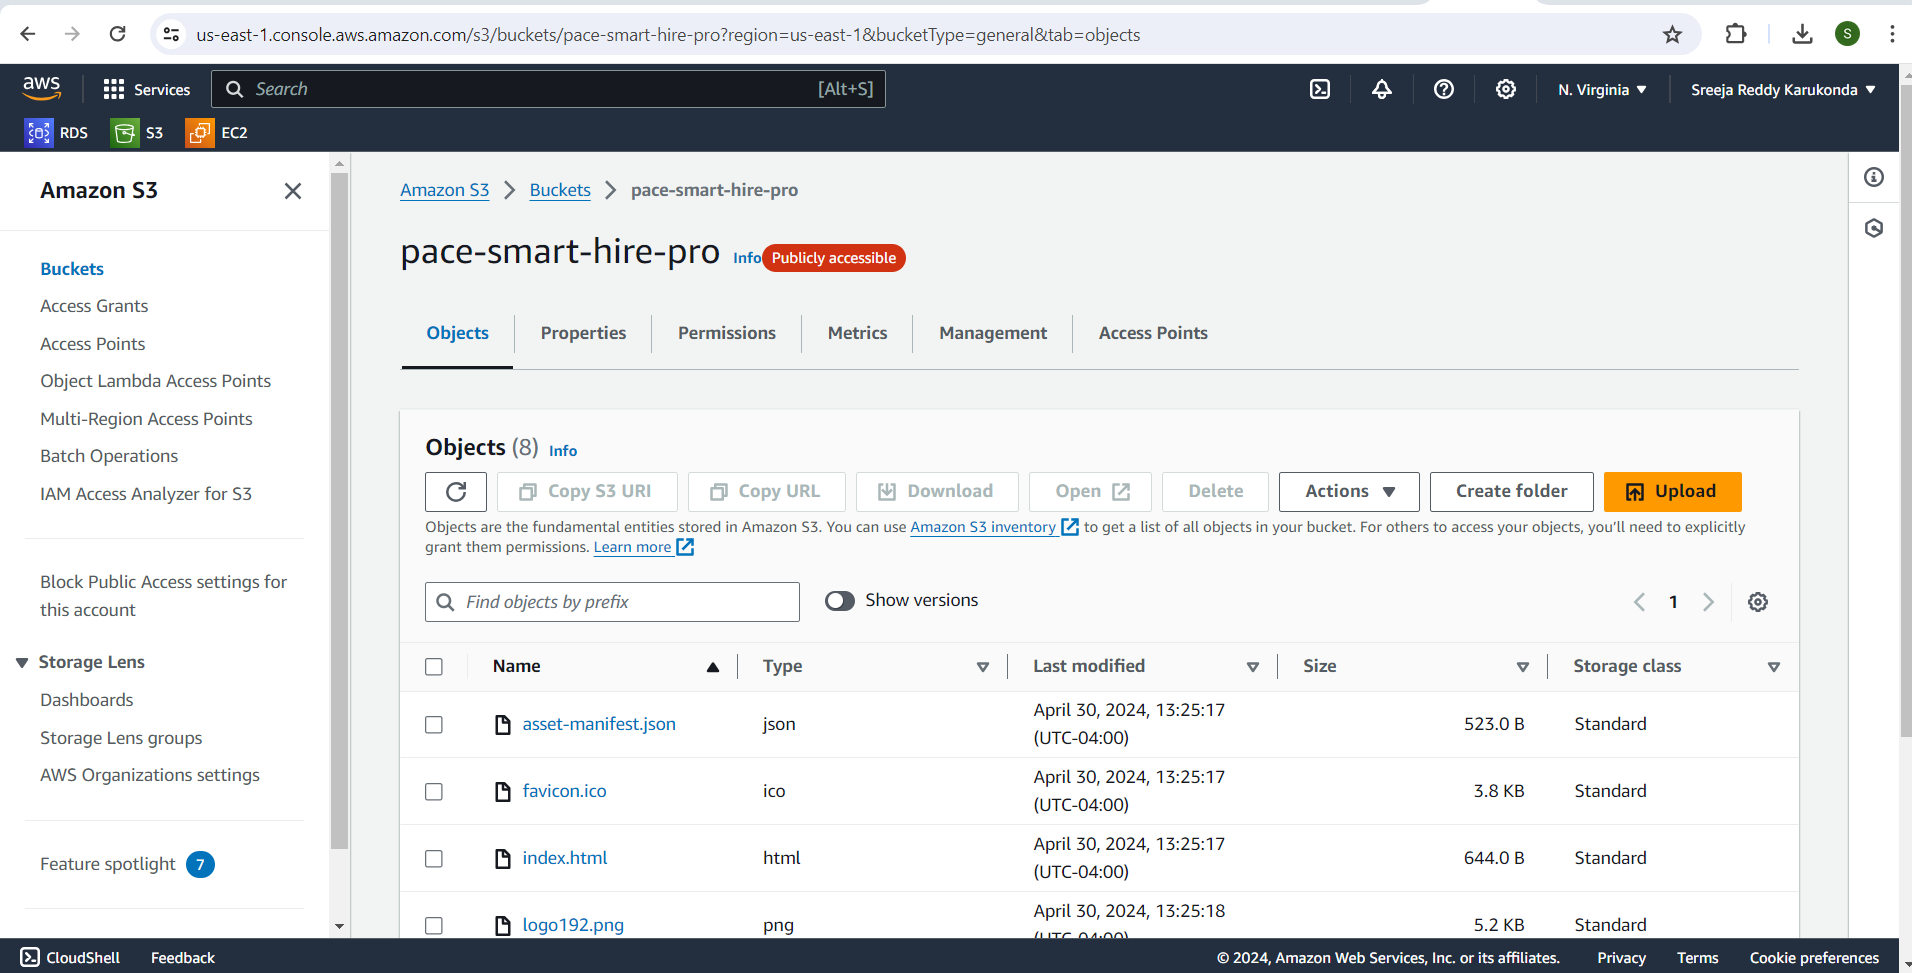 us-east-1.console.aws.amazon.com/s3/buckets/pace-smart-hire-pro?region=us-east-1&bucketType=general&tab=objects
S
aws
Services
Search
[Alt+S]
N. Virginia
Sreeja Reddy Karukonda
RDS
S3
EC2
Amazon S3
Buckets
Access Grants
Access Points
Object Lambda Access Points
Multi-Region Access Points
Batch Operations
IAM Access Analyzer for S3
Block Public Access settings for
this account
Storage Lens
Dashboards
Storage Lens groups
AWS Organizations settings
Feature spotlight 7
Amazon S3 > Buckets > pace-smart-hire-pro
pace-smart-hire-pro Info Publicly accessible
Objects
Properties
Permissions
Metrics
Management
Access Points
Objects (8) Info
Copy S3 URI
Copy URL
Download
Open
Delete
Actions
Create folder
Upload
Objects are the fundamental entities stored in Amazon S3. You can use Amazon S3 inventory to get a list of all objects in your bucket. For others to access your objects, you’ll need to explicitly
grant them permissions. Learn more
Find objects by prefix
Show versions
1
Name Type Last modified Size Storage class
asset-manifest.json json April 30, 2024, 13:25:17 (UTC-04:00) 523.0 B Standard
favicon.ico ico April 30, 2024, 13:25:17 (UTC-04:00) 3.8 KB Standard
index.html html April 30, 2024, 13:25:17 (UTC-04:00) 644.0 B Standard
logo192.png png April 30, 2024, 13:25:18 (UTC-04:00) 5.2 KB Standard
CloudShell
Feedback
© 2024, Amazon Web Services, Inc. or its affiliates.
Privacy
Terms
Cookie preferences